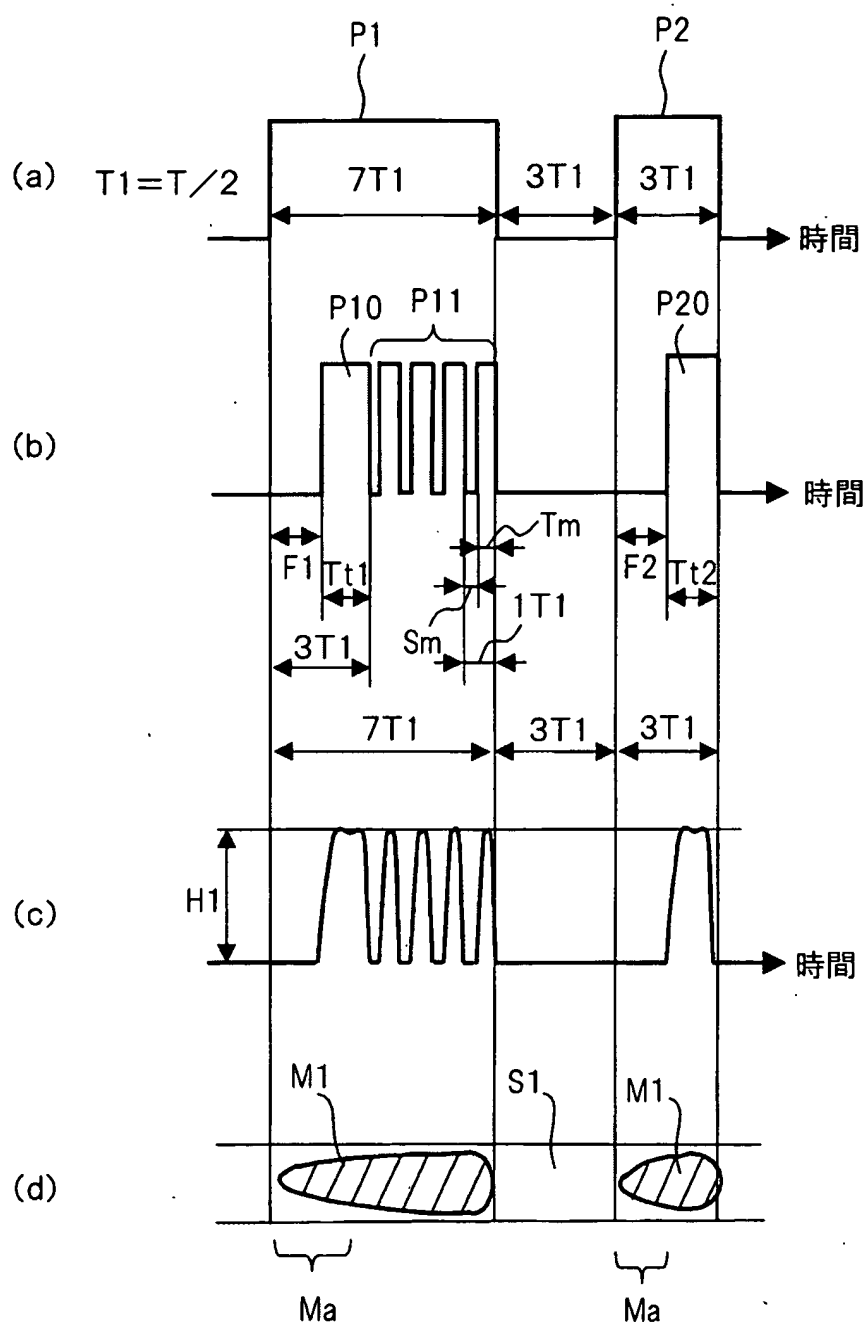 P1
P2
(a)
T1=T/2
7T1
3T1
3T1
時間
P10
P11
P20
(b)
時間
F1
Tt1
Tm
F2
Tt2
Sm
1T1
3T1
7T1
3T1
3T1
(c)
H1
時間
M1
S1
M1
(d)
Ma
Ma